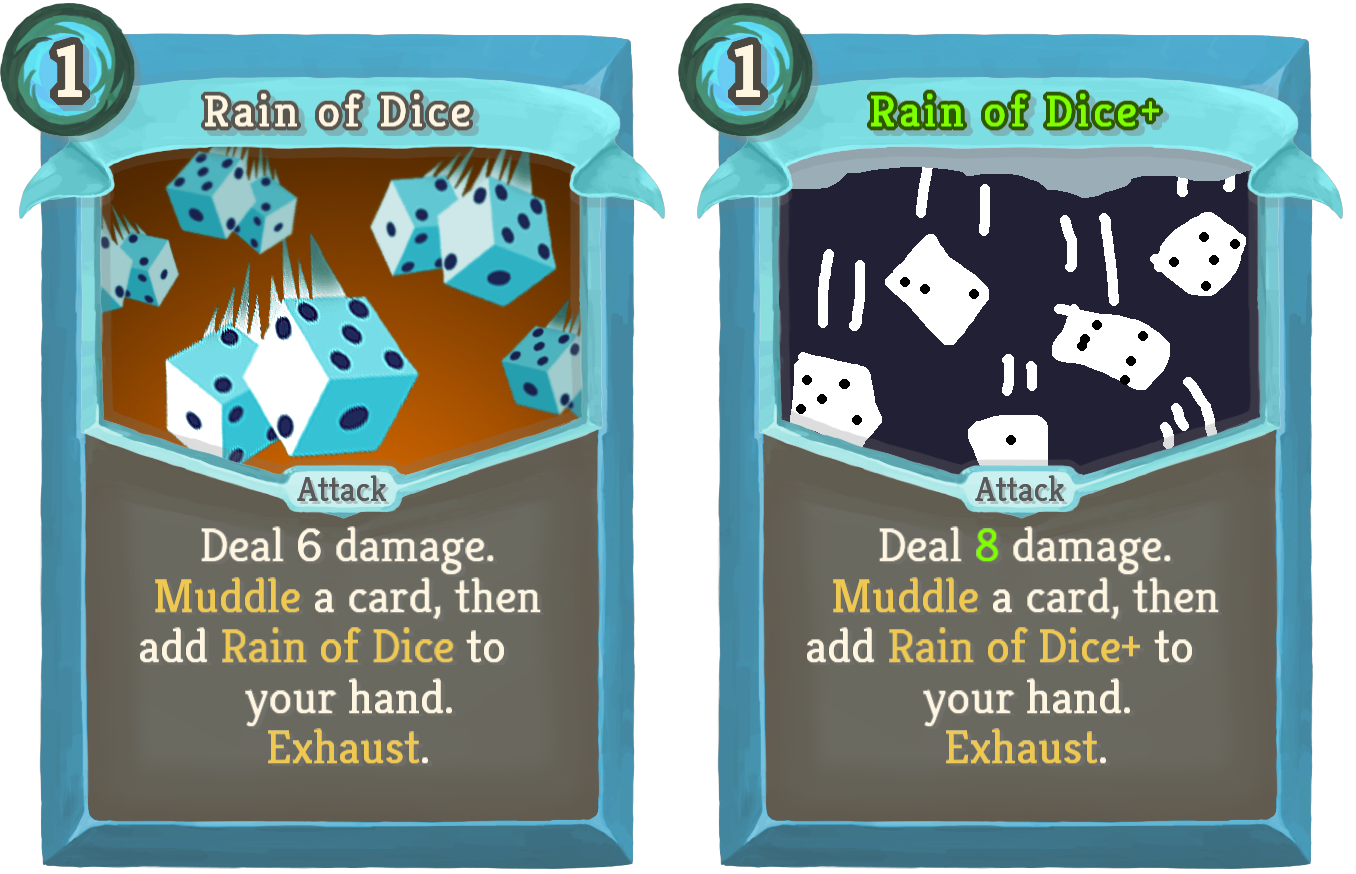 1
Rain of Dice
Attack
Deal 6 damage.
Muddle a card, then
add Rain of Dice to
your hand.
Exhaust.
1
Rain of Dice+
Attack
Deal 8 damage.
Muddle a card, then
add Rain of Dice+ to
your hand.
Exhaust.